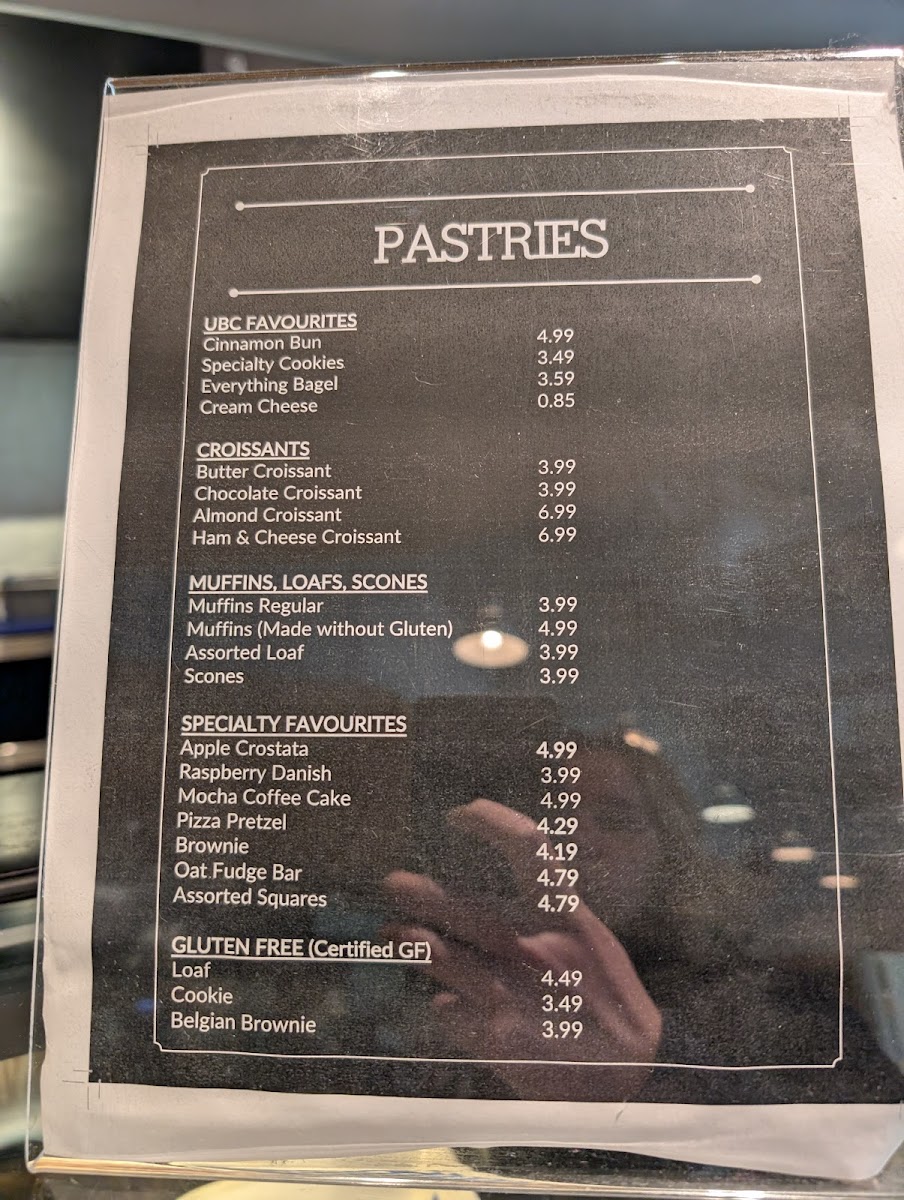 PASTRIES
UBC FAVOURITES
Cinnamon Bun 4.99
Specialty Cookies 3.49
Everything Bagel 3.59
Cream Cheese 0.85
CROISSANTS
Butter Croissant 3.99
Chocolate Croissant 3.99
Almond Croissant 6.99
Ham & Cheese Croissant 6.99
MUFFINS, LOAFS, SCONES
Muffins Regular 3.99
Muffins (Made without Gluten) 4.99
Assorted Loaf 3.99
Scones 3.99
SPECIALTY FAVOURITES
Apple Crostata 4.99
Raspberry Danish 3.99
Mocha Coffee Cake 4.99
Pizza Pretzel 4.29
Brownie 4.19
Oat Fudge Bar 4.79
Assorted Squares 4.79
GLUTEN FREE (Certified GF)
Loaf 4.49
Cookie 3.49
Belgian Brownie 3.99